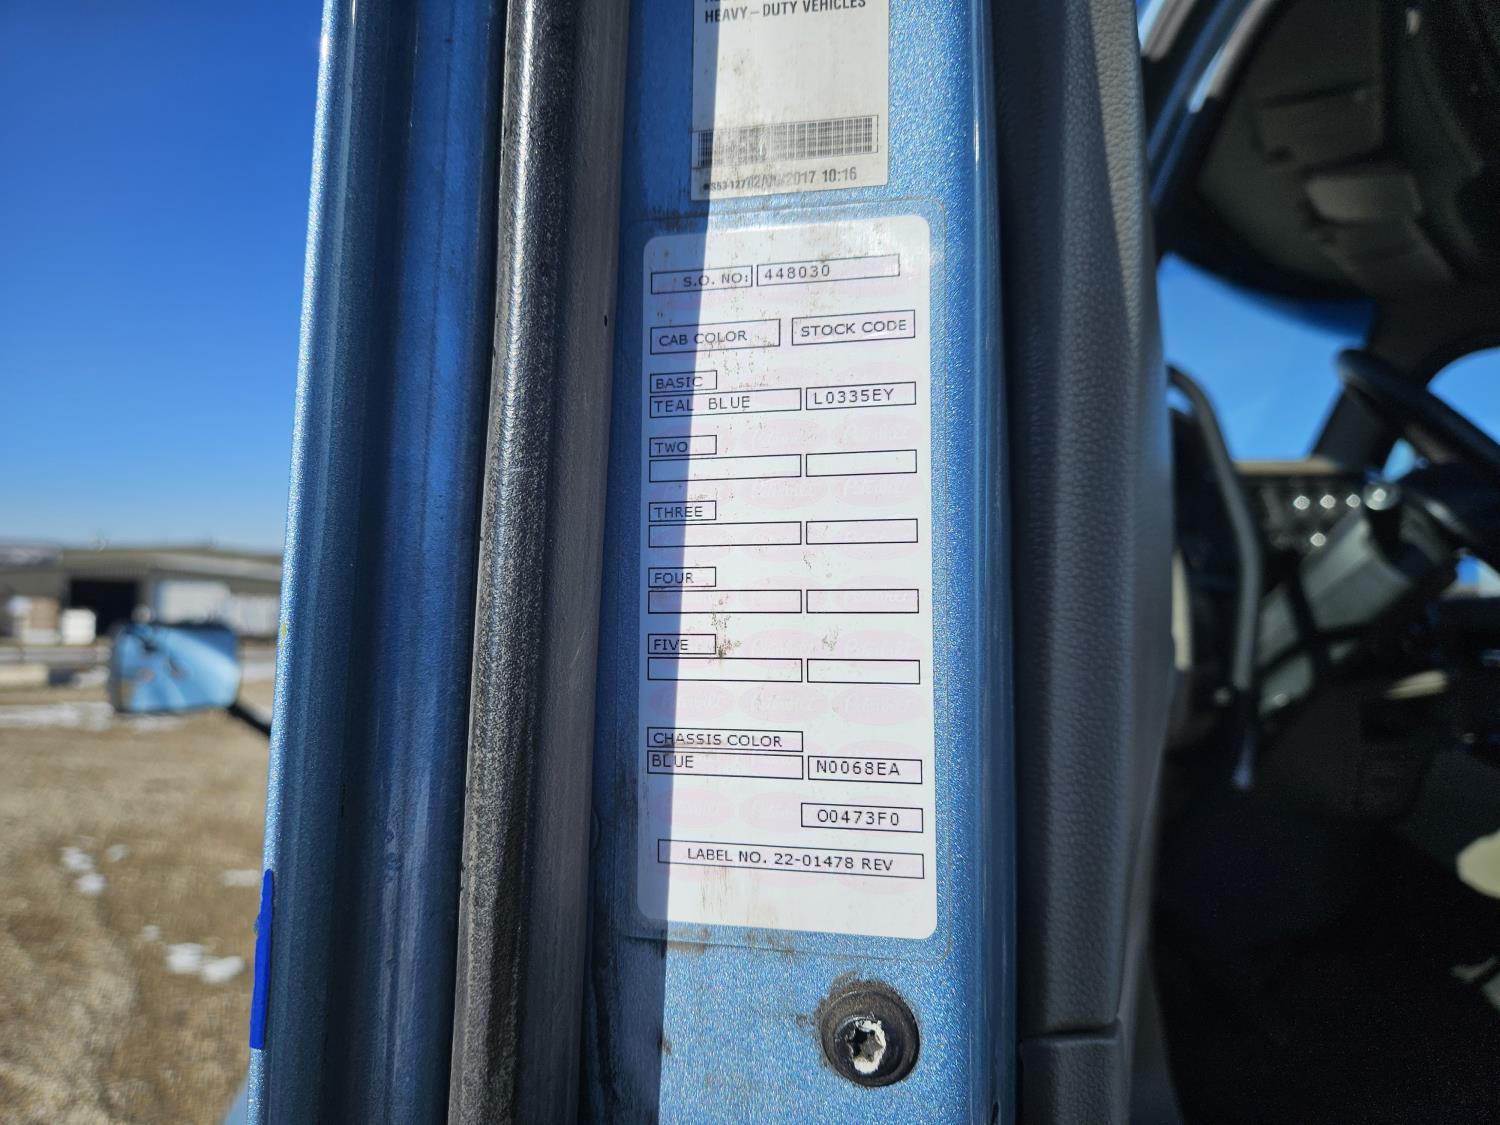 HEAVY-DUTY VEHICLES
2017 10:16
S.O. NO: 448030
CAB COLOR STOCK CODE
BASIC
TEAL BLUE L0335EY
TWO
THREE
FOUR
FIVE
CHASSIS COLOR
BLUE N0068EA
O0473F0
LABEL NO. 22-01478 REV